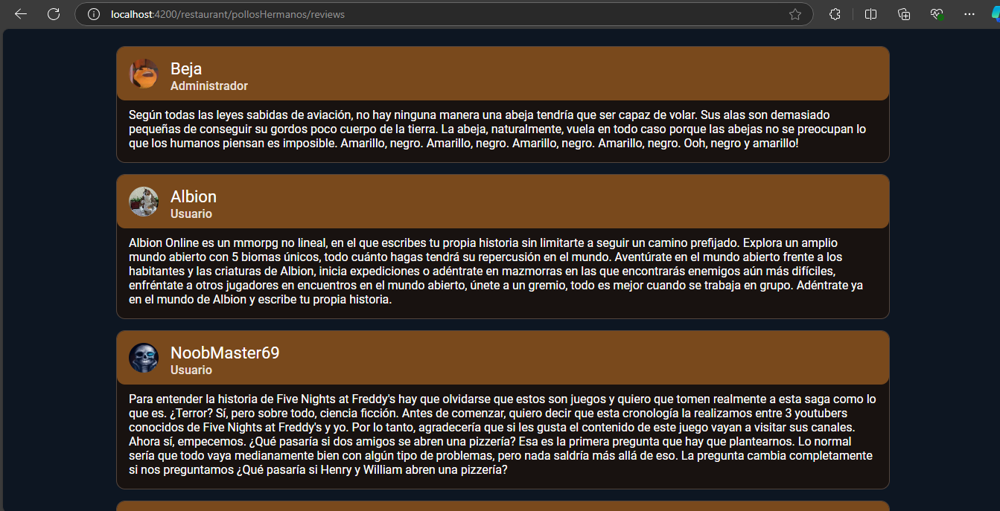 localhost:4200/restaurant/pollosHermanos/reviews
Beja
Administrador
Según todas las leyes sabidas de aviación, no hay ninguna manera una abeja tendría que ser capaz de volar. Sus alas son demasiado
pequeñas de conseguir su gordos poco cuerpo de la tierra. La abeja, naturalmente, vuela en todo caso porque las abejas no se preocupan lo
que los humanos piensan es imposible. Amarillo, negro. Amarillo, negro. Amarillo, negro. Amarillo, negro. Ooh, negro y amarillo!
Albion
Usuario
Albion Online es un mmorpg no lineal, en el que escribes tu propia historia sin limitarte a seguir un camino prefijado. Explora un amplio
mundo abierto con 5 biomas únicos, todo cuánto hagas tendrá su repercusión en el mundo. Aventúrate en el mundo abierto frente a los
habitantes y las criaturas de Albion, inicia expediciones o adéntrate en mazmorras en las que encontrarás enemigos aún más difíciles,
enfréntate a otros jugadores en encuentros en el mundo abierto, únete a un gremio, todo es mejor cuando se trabaja en grupo. Adéntrate ya
en el mundo de Albion y escribe tu propia historia.
NoobMaster69
Usuario
Para entender la historia de Five Nights at Freddy's hay que olvidarse que estos son juegos y quiero que tomen realmente a esta saga como lo
que es. ¿Terror? Sí, pero sobre todo, ciencia ficción. Antes de comenzar, quiero decir que esta cronología la realizamos entre 3 youtubers
conocidos de Five Nights at Freddy's y yo. Por lo tanto, agradecería que si les gusta el contenido de este juego vayan a visitar sus canales.
Ahora sí, empecemos. ¿Qué pasaría si dos amigos se abren una pizzería? Esa es la primera pregunta que hay que plantearnos. Lo normal
sería que todo vaya medianamente bien con algún tipo de problemas, pero nada saldría más allá de eso. La pregunta cambia completamente
si nos preguntamos ¿Qué pasaría si Henry y William abren una pizzería?